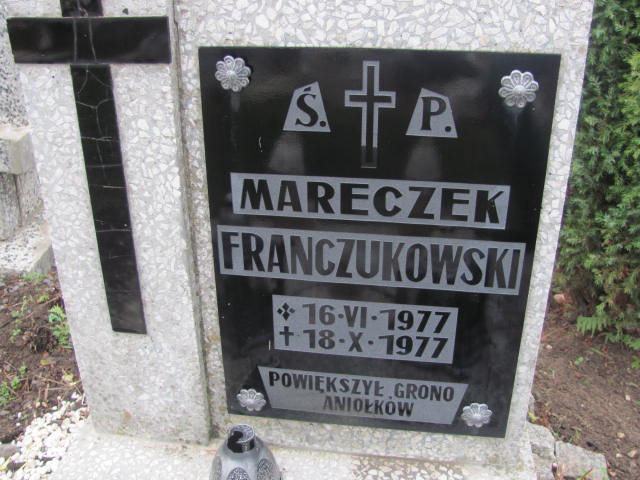 Ś. P.
MARECZEK
FRANCZUKOWSKI
16·VI·1977
18·X·1977
POWIĘKSZYŁ GRONO
ANIOŁKÓW